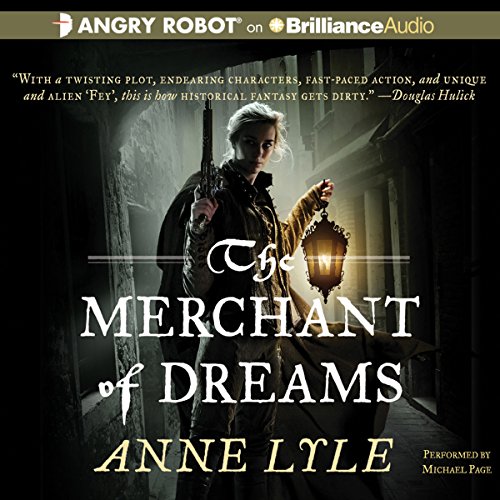 ANGRY ROBOT® on BrillianceAudio
"With a twisting plot, endearing characters, fast-paced action, and unique
and alien 'Fey', this is how historical fantasy gets dirty." —Douglas Hulick
The
MERCHANT
of DREAMS
ANNE LYLE
Performed by
Michael Page